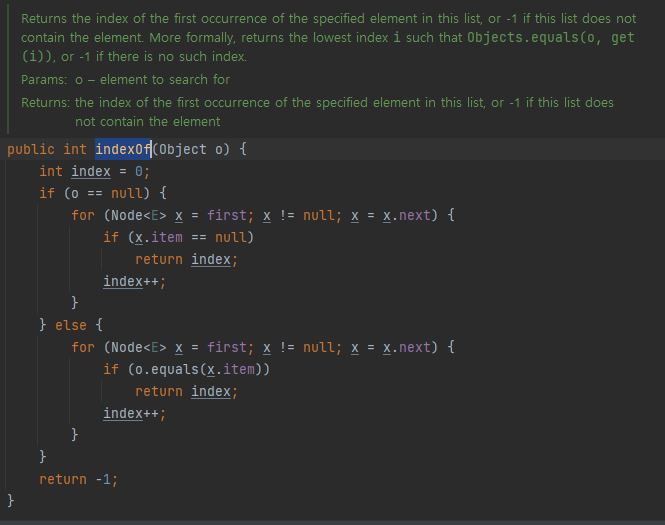 Returns the index of the first occurrence of the specified element in this list, or -1 if this list does not
contain the element. More formally, returns the lowest index i such that Objects.equals(o, get
(i)), or -1 if there is no such index.
Params: o – element to search for
Returns: the index of the first occurrence of the specified element in this list, or -1 if this list does
not contain the element
public int indexOf(Object o) {
    int index = 0;
    if (o == null) {
        for (Node<E> x = first; x != null; x = x.next) {
            if (x.item == null)
                return index;
            index++;
        }
    } else {
        for (Node<E> x = first; x != null; x = x.next) {
            if (o.equals(x.item))
                return index;
            index++;
        }
    }
    return -1;
}